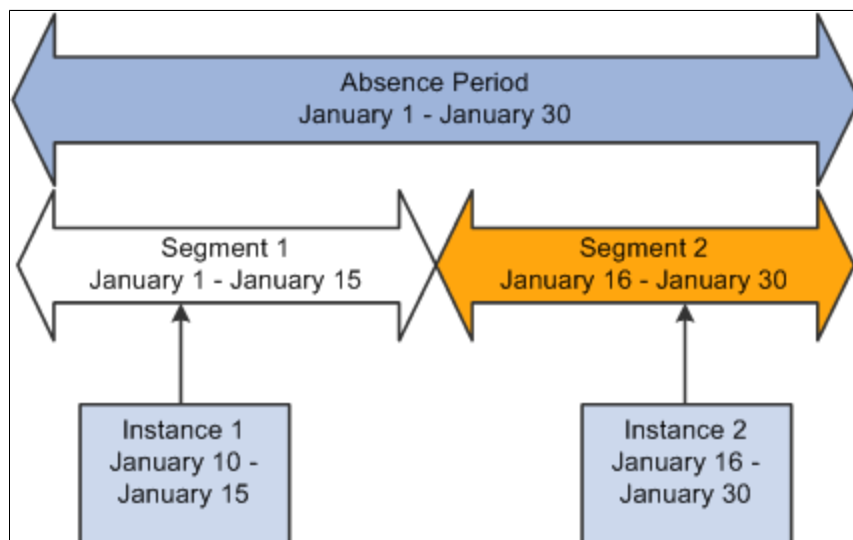 Absence Period
January 1 - January 30
Segment 1
January 1 - January 15
Segment 2
January 16 - January 30
Instance 1
January 10 -
January 15
Instance 2
January 16 -
January 30